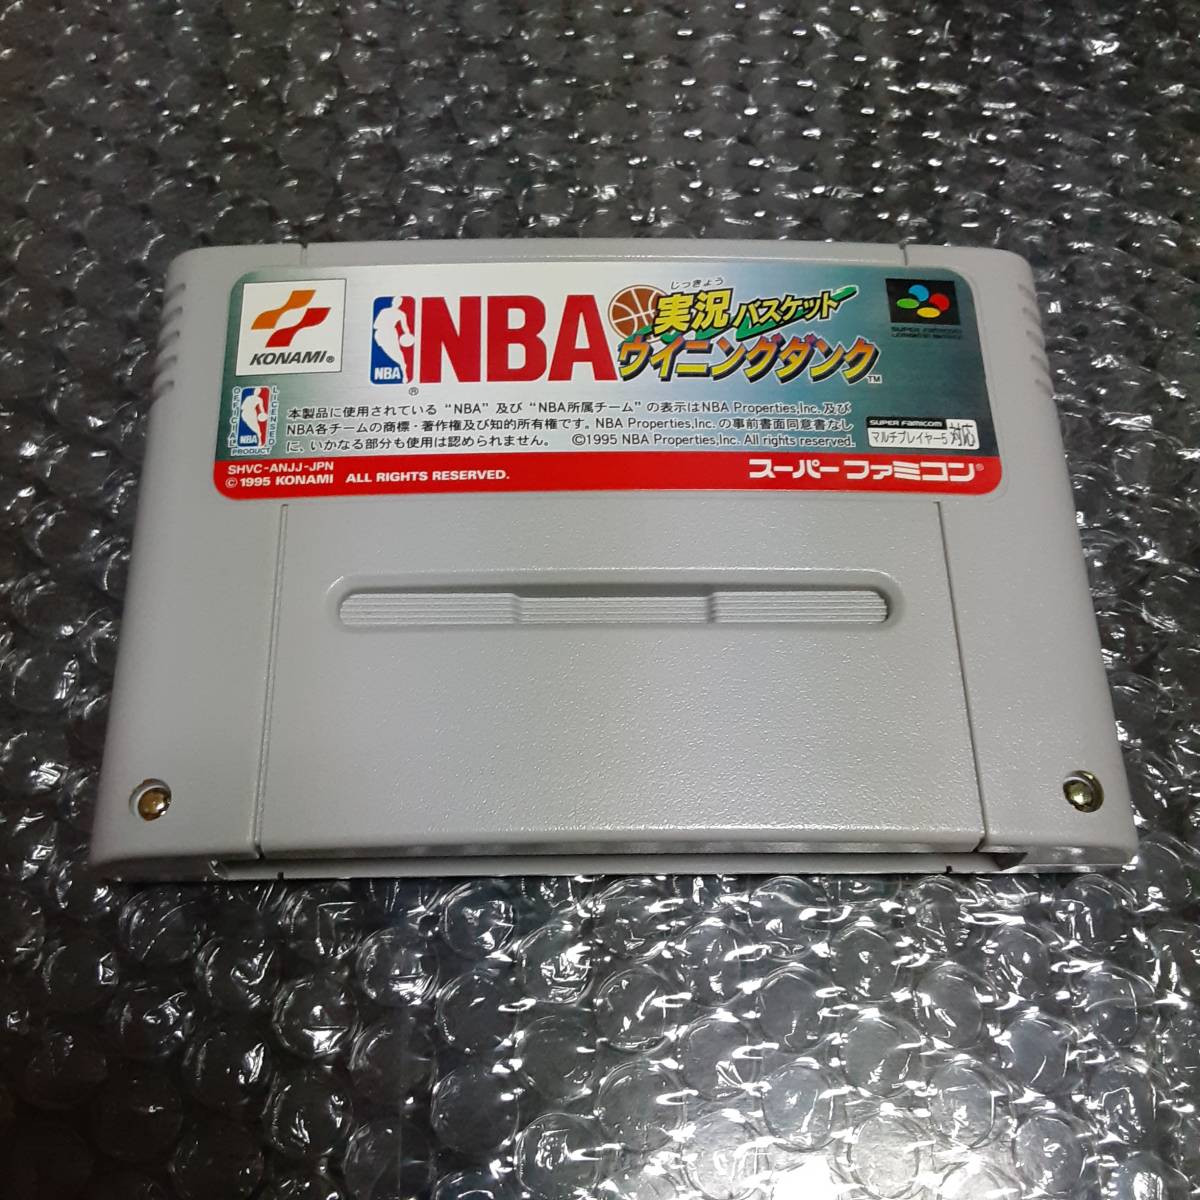 KONAMI®
NBA
NBA®
じっきょう
実況バスケット
ウイニングダンク™
SUPER FAMICOM
OFFICIAL LICENSED PRODUCT
NBA
本製品に使用されている “NBA” 及び “NBA所属チーム” の表示はNBA Properties,Inc. 及び
NBA各チームの商標・著作権及び知的所有権です。NBA Properties,Inc. の事前書面同意書なし
に、いかなる部分も使用は認められません。 ©1995 NBA Properties,Inc. All rights reserved.
SUPER FAMICOM
マルチプレイヤー5 対応
SHVC-ANJJ-JPN
©1995 KONAMI ALL RIGHTS RESERVED.
スーパーファミコン®